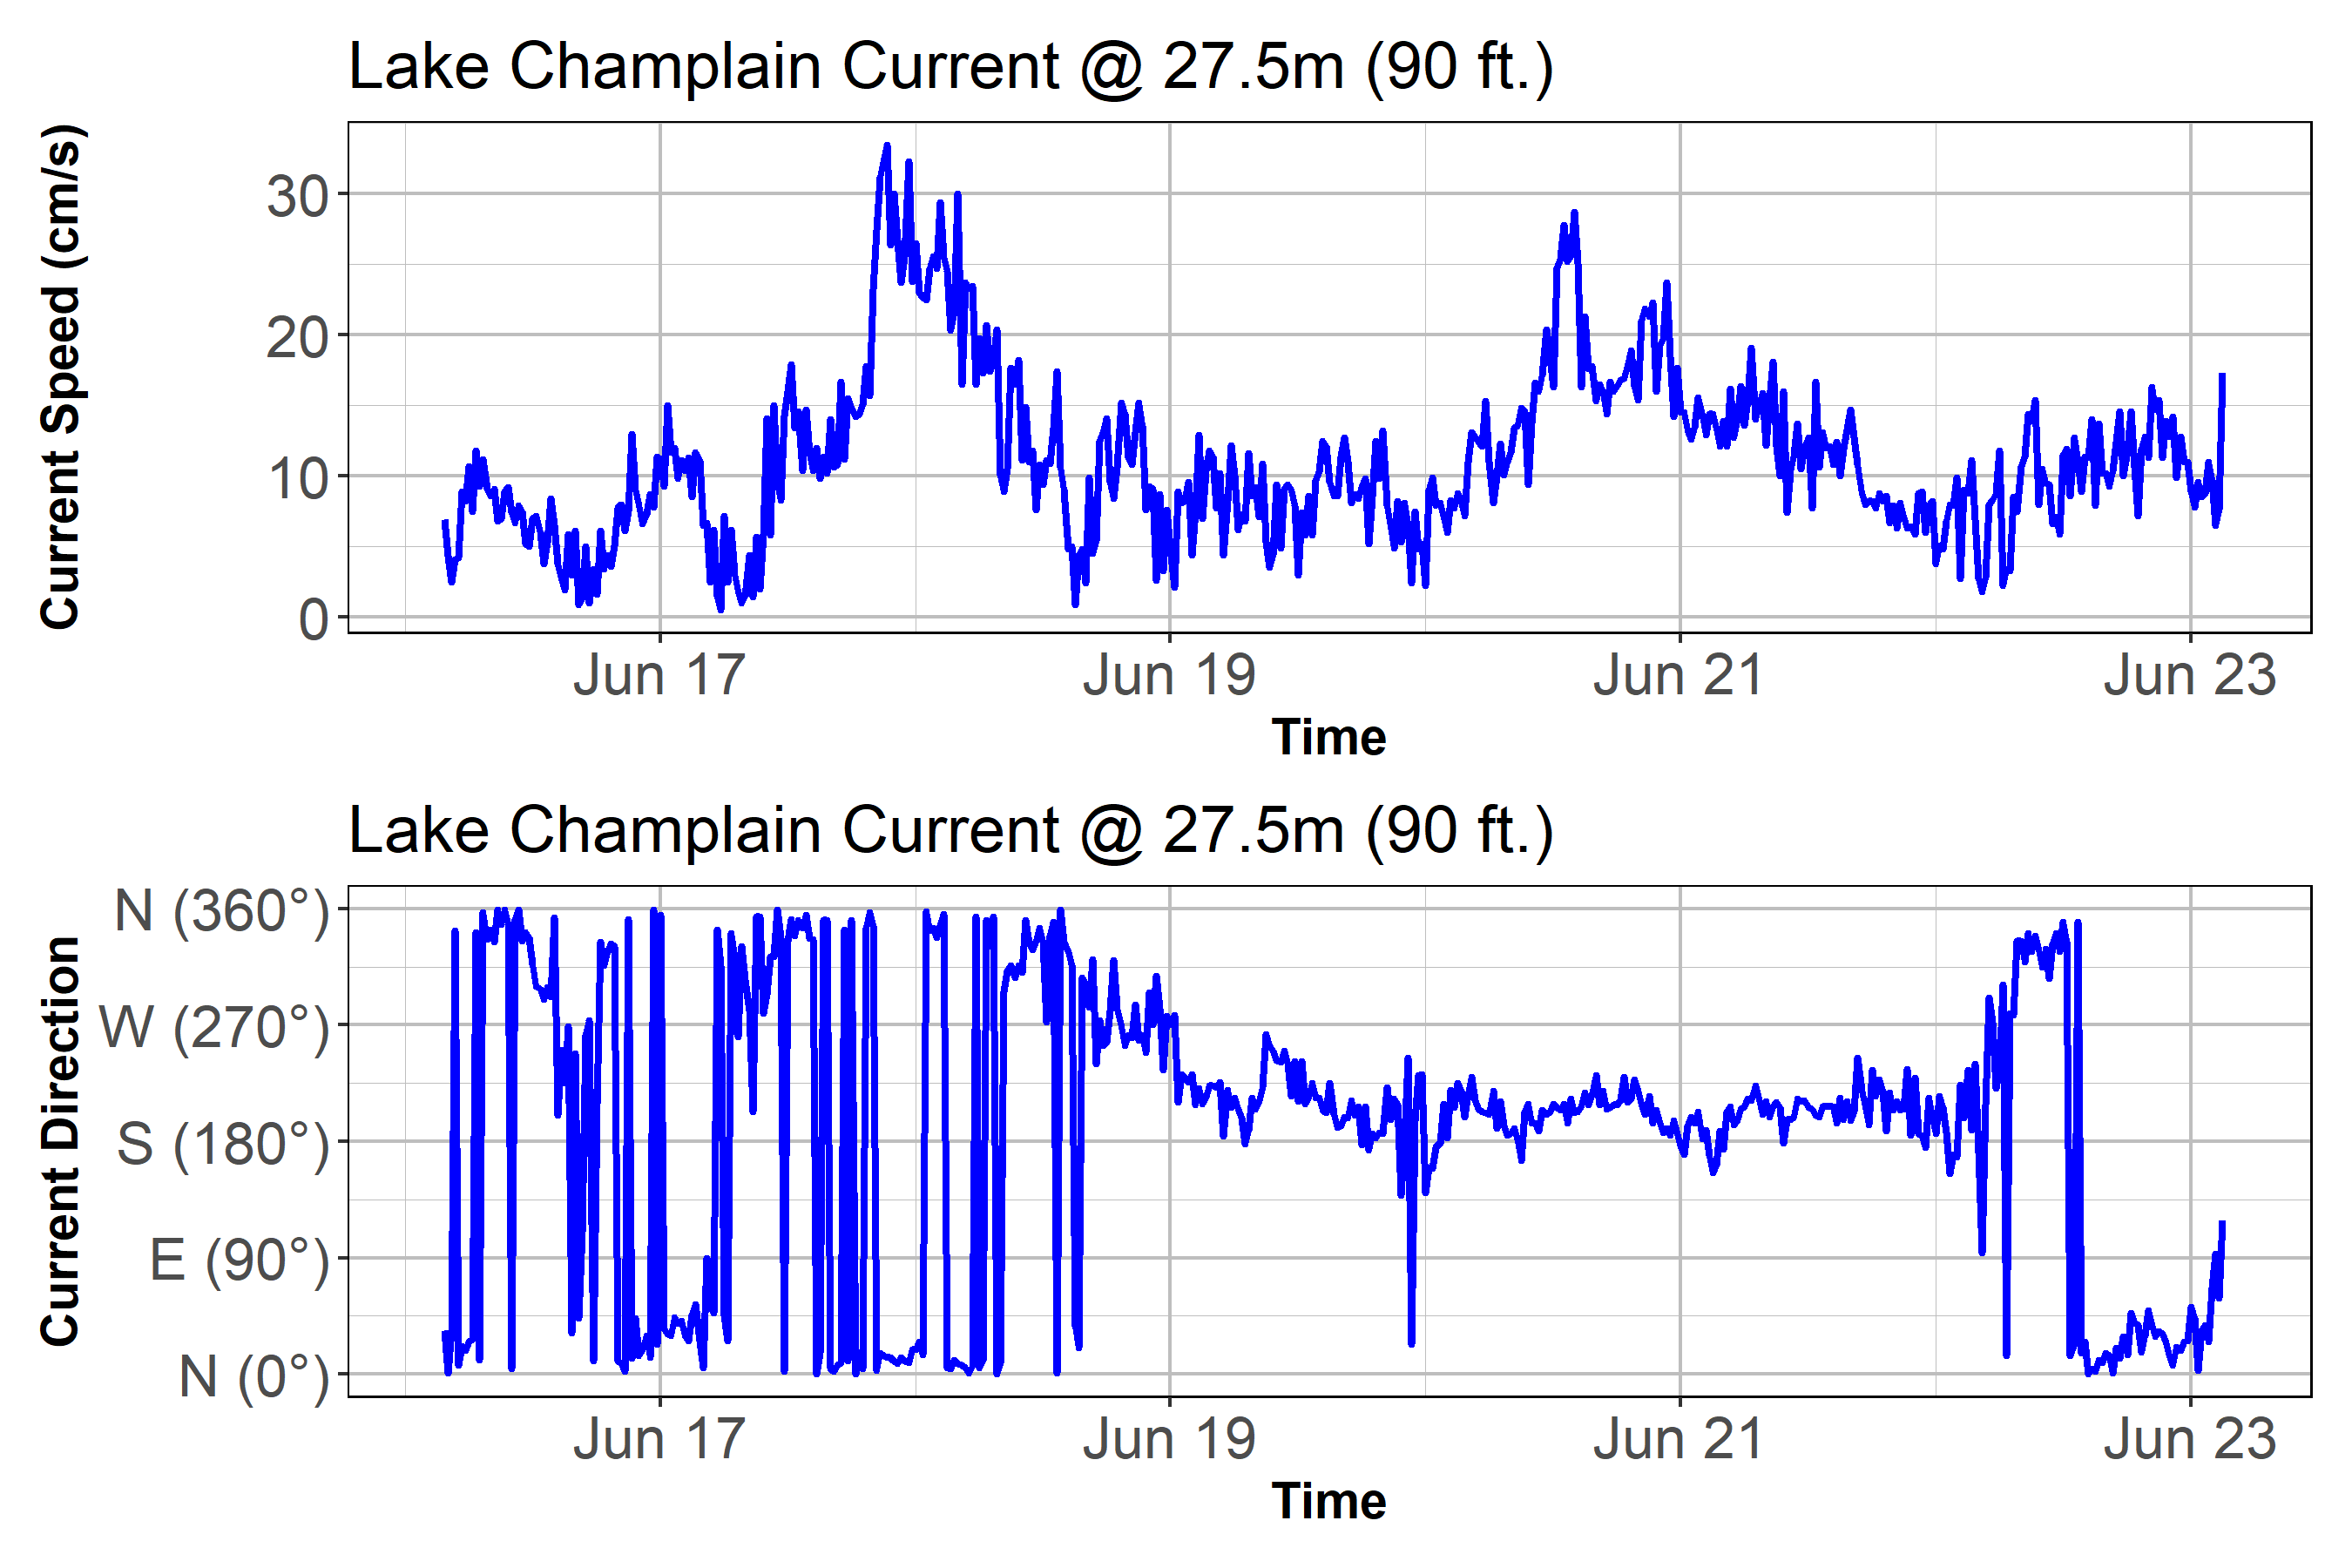 Lake Champlain Current @ 27.5m (90 ft.)
Current Speed (cm/s)
30
20
10
0
Jun 17 Jun 19 Jun 21 Jun 23
Time
Lake Champlain Current @ 27.5m (90 ft.)
Current Direction
N (360°)
W (270°)
S (180°)
E (90°)
N (0°)
Jun 17 Jun 19 Jun 21 Jun 23
Time